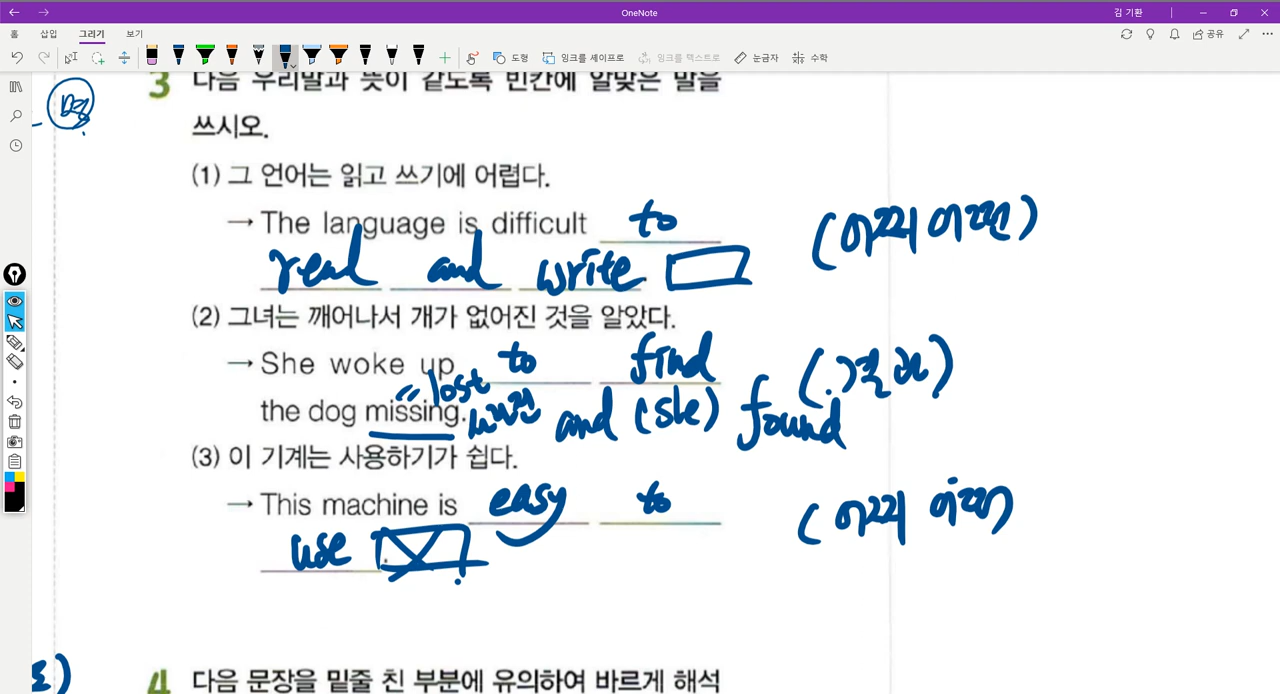 OneNote
김 기환
홈 삽입 그리기 보기
공유
도형 잉크를 셰이프로 잉크를 텍스트로 눈금자 수학
3 다음 우리말과 뜻이 같도록 빈칸에 알맞은 말을
쓰시오.
(1) 그 언어는 읽고 쓰기에 어렵다.
→ The language is difficult to
read and write
(2) 그녀는 깨어나서 개가 없어진 것을 알았다.
→ She woke up to find
" lost
the dog missing. and (she) found
(3) 이 기계는 사용하기가 쉽다.
→ This machine is easy to
use
4 다음 문장을 밑줄 친 부분에 유의하여 바르게 해석